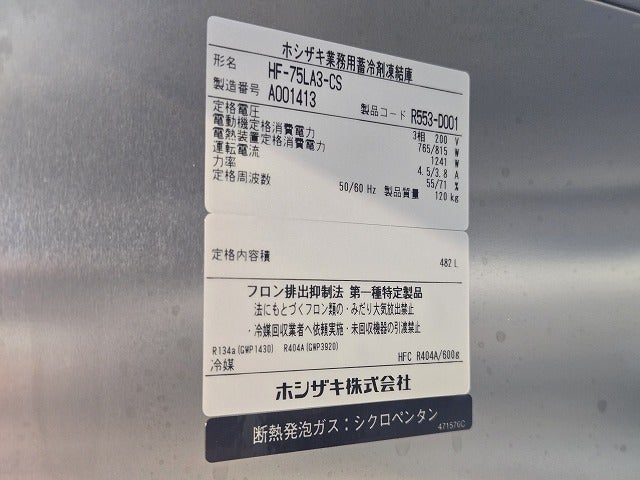 ホシザキ業務用蓄冷剤凍結庫
形名 HF-75LA3-CS
製造番号 A001413 製品コード R553-D001
定格電圧 3相 200 V
電動機定格消費電力 765/815 W
電熱装置定格消費電力 1241 W
運転電流 4.5/3.8 A
力率 55/71 %
定格周波数 50/60 Hz 製品質量 120 kg
定格内容積 482 L
フロン排出抑制法 第一種特定製品
法にもとづくフロン類の・みだり大気放出禁止
・冷媒回収業者へ依頼実施・未回収機器の引渡禁止
R134a(GWP1430) R404A(GWP3920)
冷媒 HFC R404A/600g
ホシザキ株式会社
断熱発泡ガス:シクロペンタン
471576C